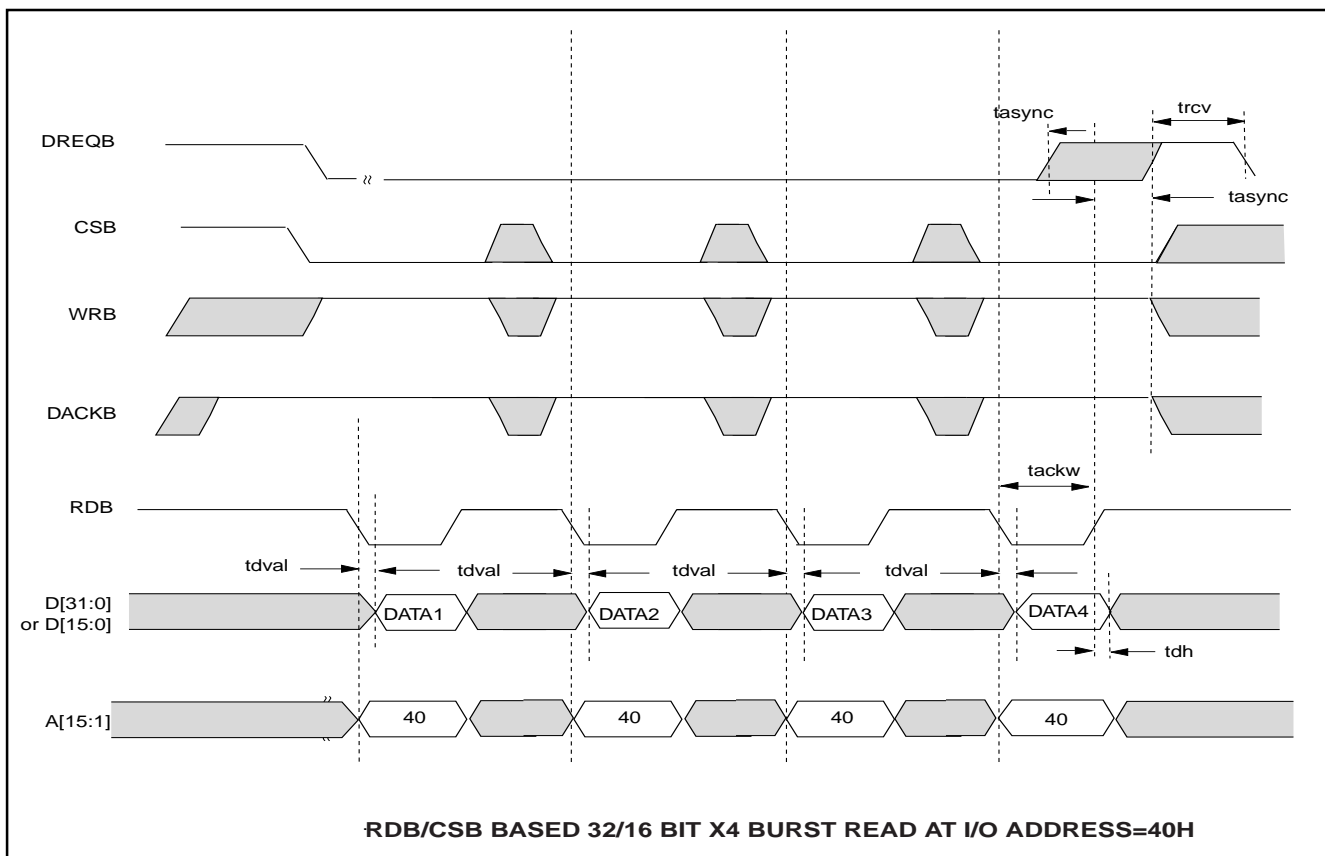 tasync
trcv
DREQB
tasync
CSB
WRB
DACKB
tackw
RDB
tdval
tdval
tdval
tdval
D[31:0]
or D[15:0]
DATA1
DATA2
DATA3
DATA4
tdh
A[15:1]
40
40
40
40
RDB/CSB BASED 32/16 BIT X4 BURST READ AT I/O ADDRESS=40H